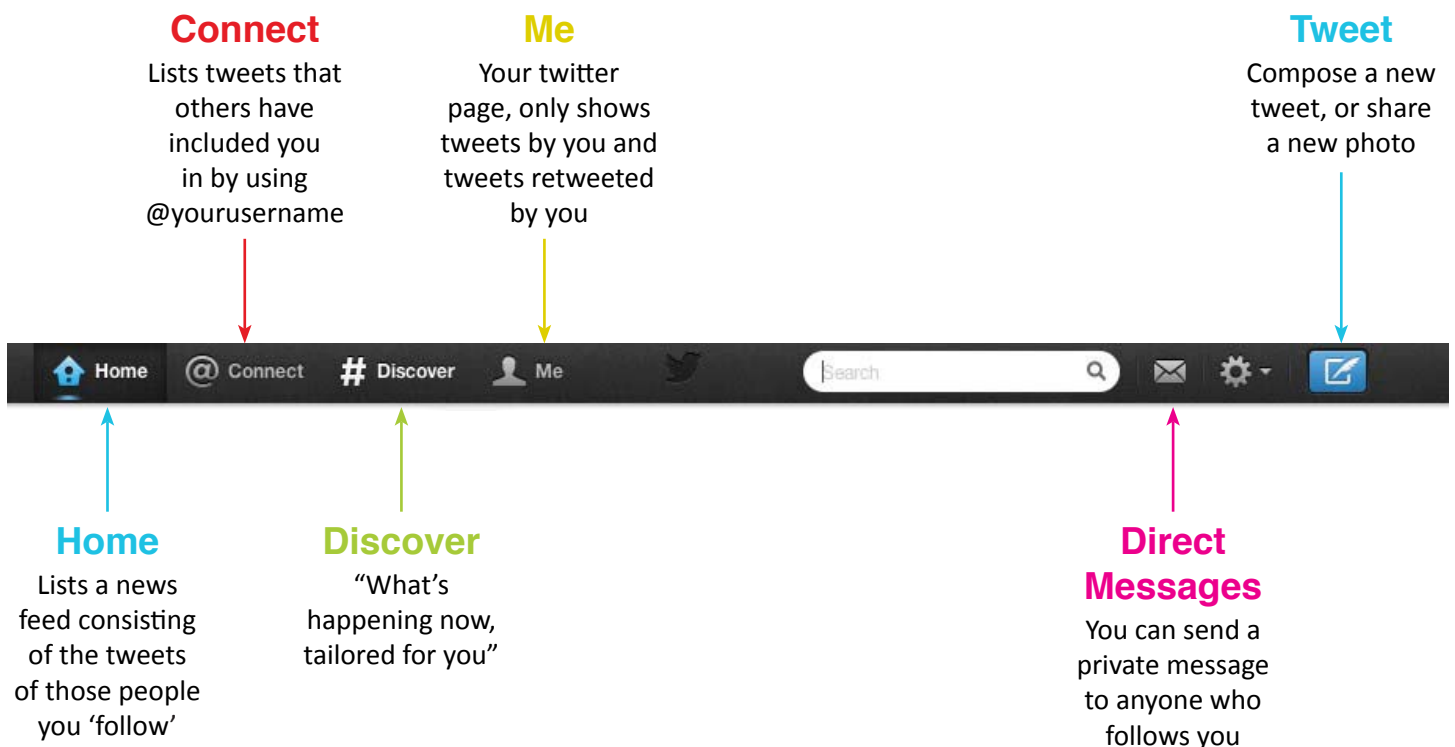 Connect
Lists tweets that
others have
included you
in by using
@yourusername
Me
Your twitter
page, only shows
tweets by you and
tweets retweeted
by you
Tweet
Compose a new
tweet, or share
a new photo
Home
@ Connect
# Discover
Me
Search
Home
Lists a news
feed consisting
of the tweets
of those people
you ‘follow’
Discover
“What’s
happening now,
tailored for you”
Direct
Messages
You can send a
private message
to anyone who
follows you